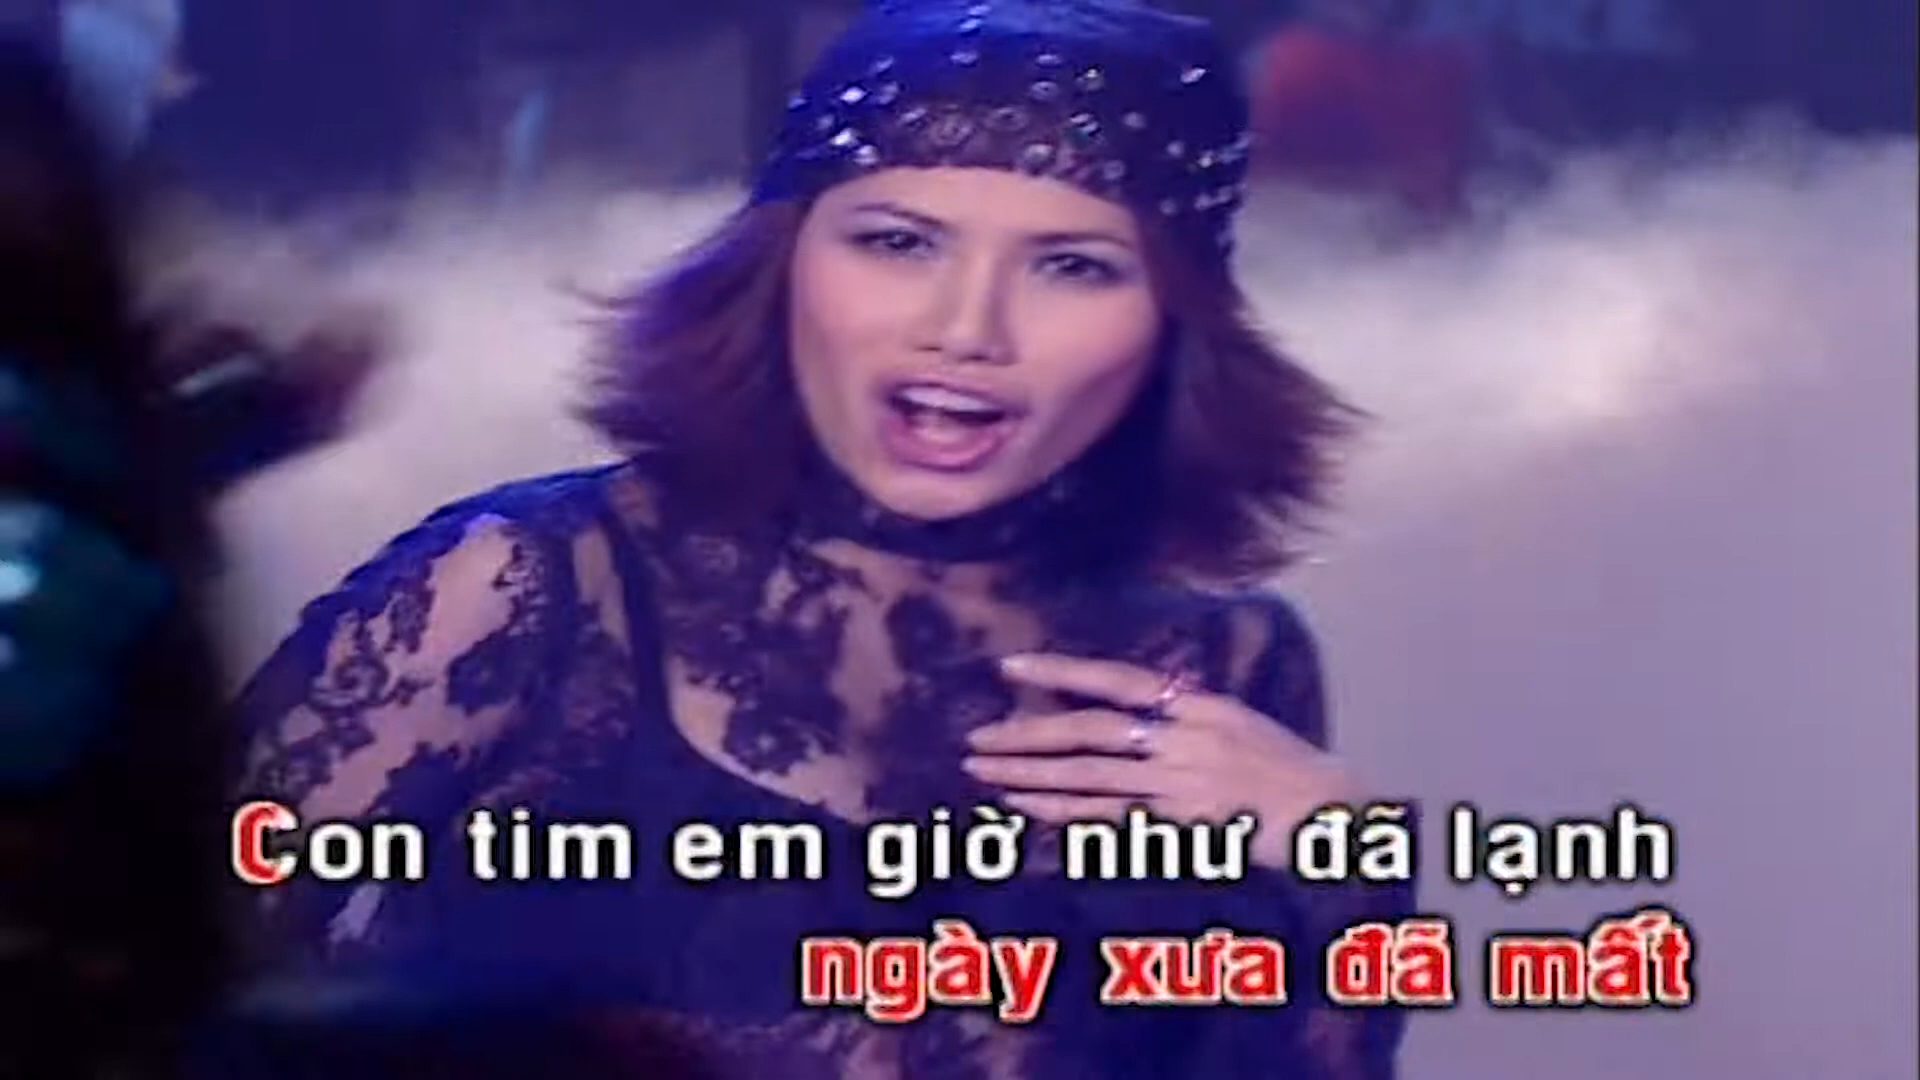 Con tim em giờ như đã lạnh
ngày xưa đã mất